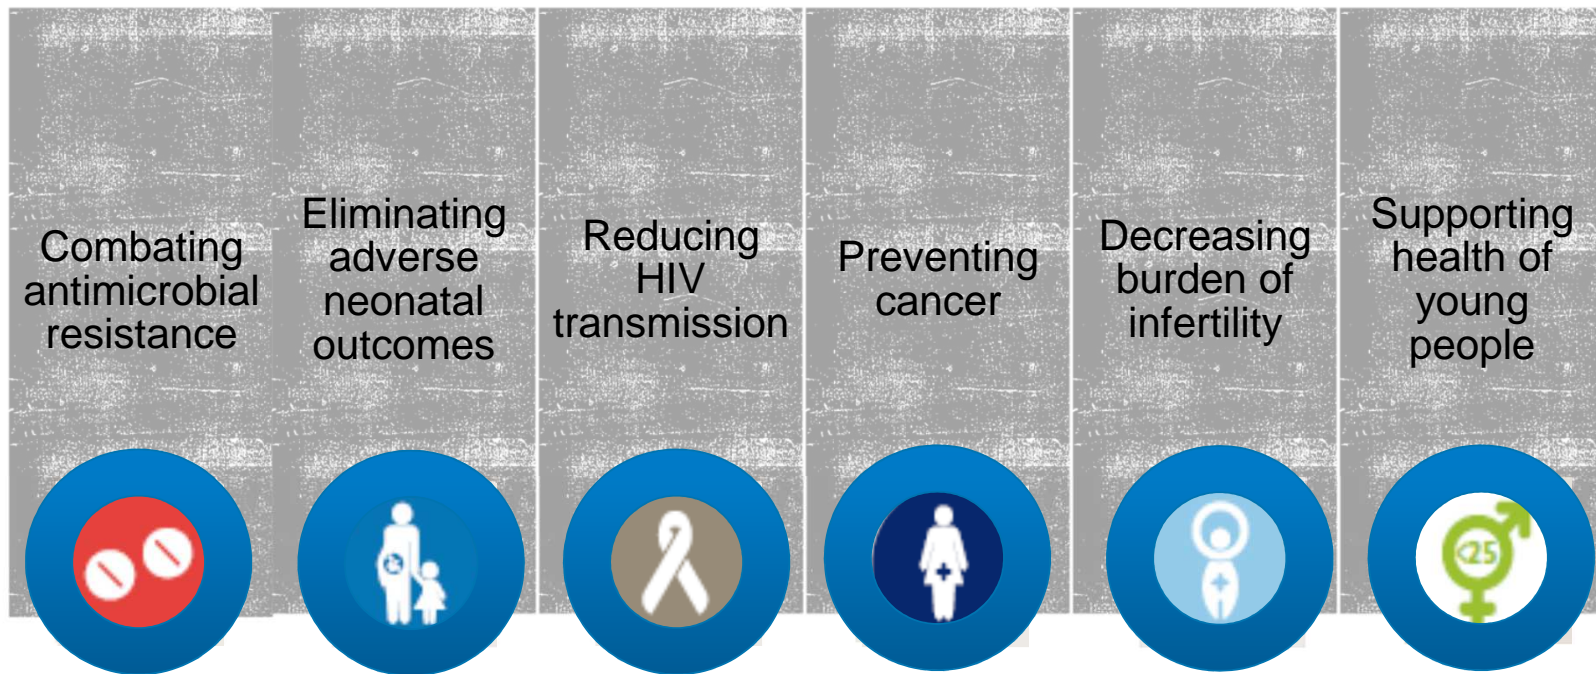 Combating
antimicrobial
resistance
Eliminating
adverse
neonatal
outcomes
Reducing
HIV
transmission
Preventing
cancer
Decreasing
burden of
infertility
Supporting
health of
young
people
<25